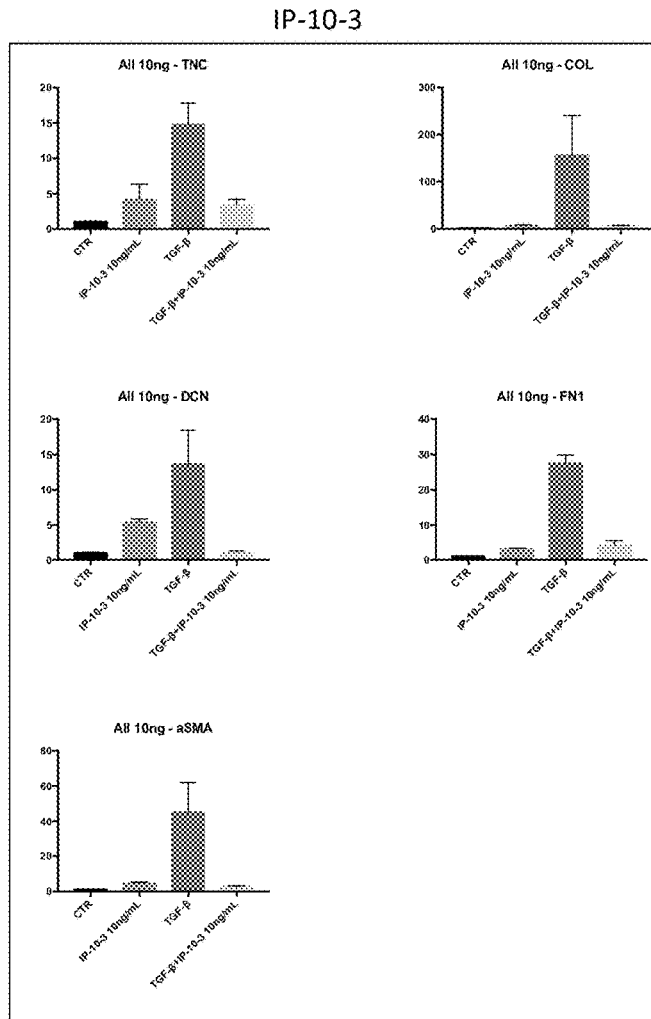 IP-10-3
All 10ng - TNC
20
15
10
5
0
CTR
IP-10-3 10ng/mL
TGF-β
TGF-β+IP-10-3 10ng/mL
All 10ng - COL
300
200
100
0
CTR
IP-10-3 10ng/mL
TGF-β
TGF-β+IP-10-3 10ng/mL
All 10ng - DCN
20
15
10
5
0
CTR
IP-10-3 10ng/mL
TGF-β
TGF-β+IP-10-3 10ng/mL
All 10ng - FN1
40
30
20
10
0
CTR
IP-10-3 10ng/mL
TGF-β
TGF-β+IP-10-3 10ng/mL
All 10ng - aSMA
80
60
40
20
0
CTR
IP-10-3 10ng/mL
TGF-β
TGF-β+IP-10-3 10ng/mL